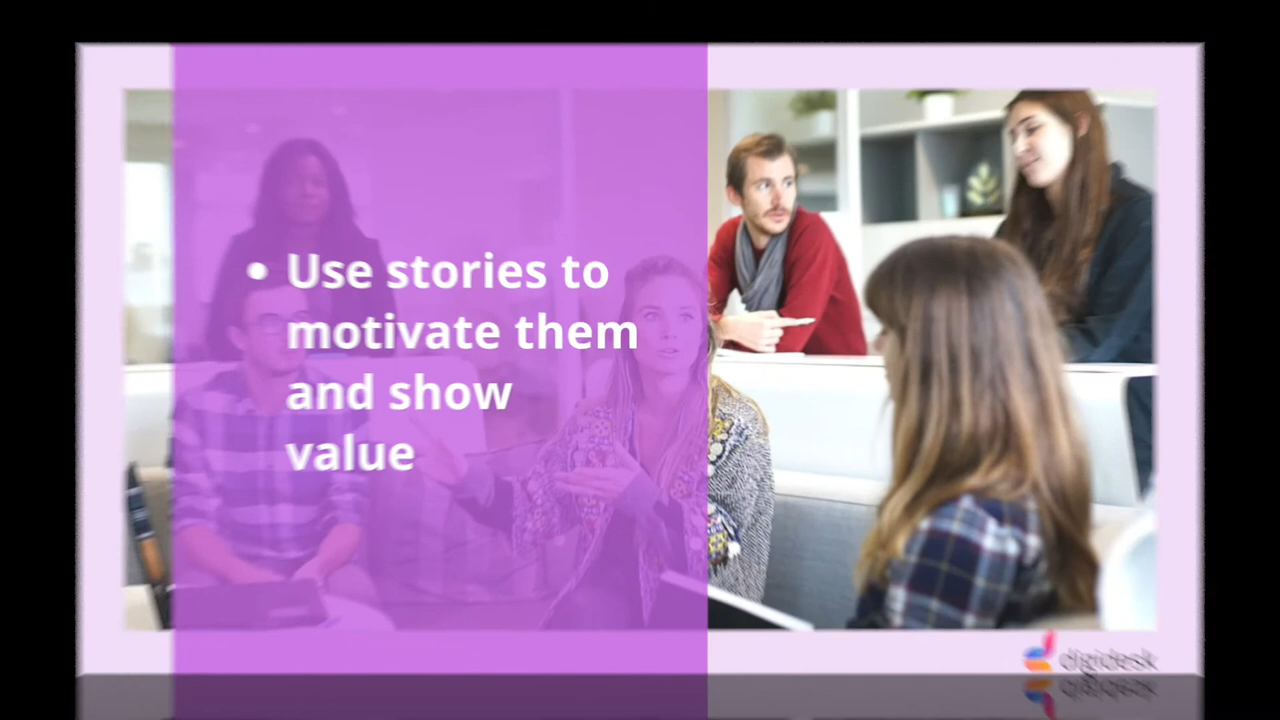 • Use stories to
motivate them
and show
value
digidesk